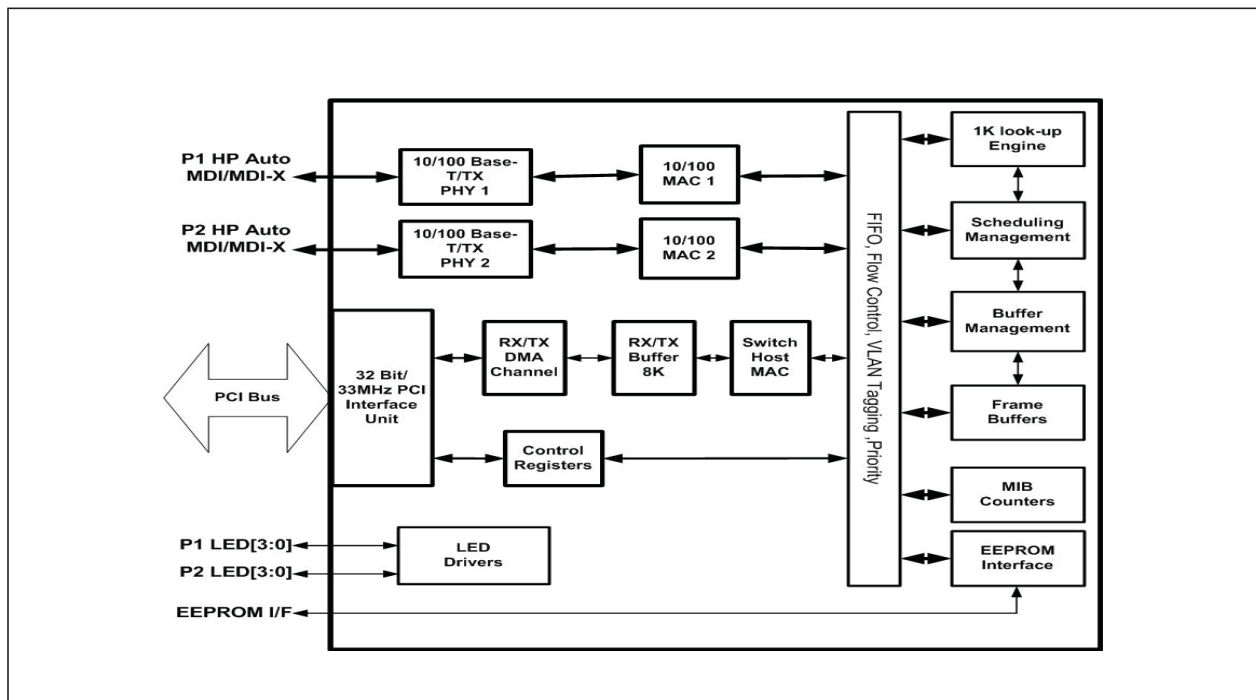 P1 HP Auto
MDI/MDI-X
10/100 Base-
T/TX
PHY 1
10/100
MAC 1
P2 HP Auto
MDI/MDI-X
10/100 Base-
T/TX
PHY 2
10/100
MAC 2
PCI Bus
32 Bit/
33MHz PCI
Interface
Unit
RX/TX
DMA
Channel
RX/TX
Buffer
8K
Switch
Host
MAC
Control
Registers
P1 LED[3:0]
P2 LED[3:0]
LED
Drivers
EEPROM I/F
FIFO, Flow Control, VLAN Tagging ,Priority
1K look-up
Engine
Scheduling
Management
Buffer
Management
Frame
Buffers
MIB
Counters
EEPROM
Interface